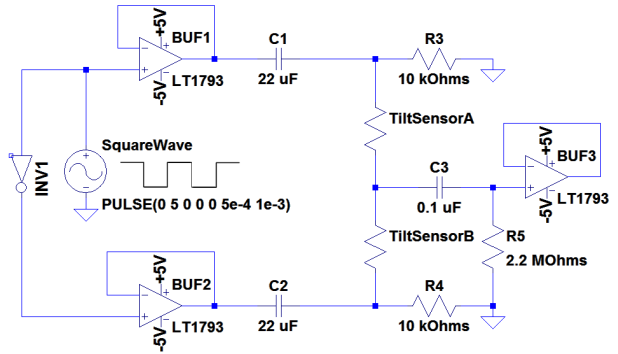 +5V
BUF1
-5V
LT1793
C1
22 uF
R3
10 kOhms
TiltSensorA
INV1
SquareWave
PULSE(0 5 0 0 0 5e-4 1e-3)
C3
0.1 uF
+5V
BUF3
-5V
LT1793
TiltSensorB
R5
2.2 MOhms
+5V
BUF2
-5V
LT1793
C2
22 uF
R4
10 kOhms